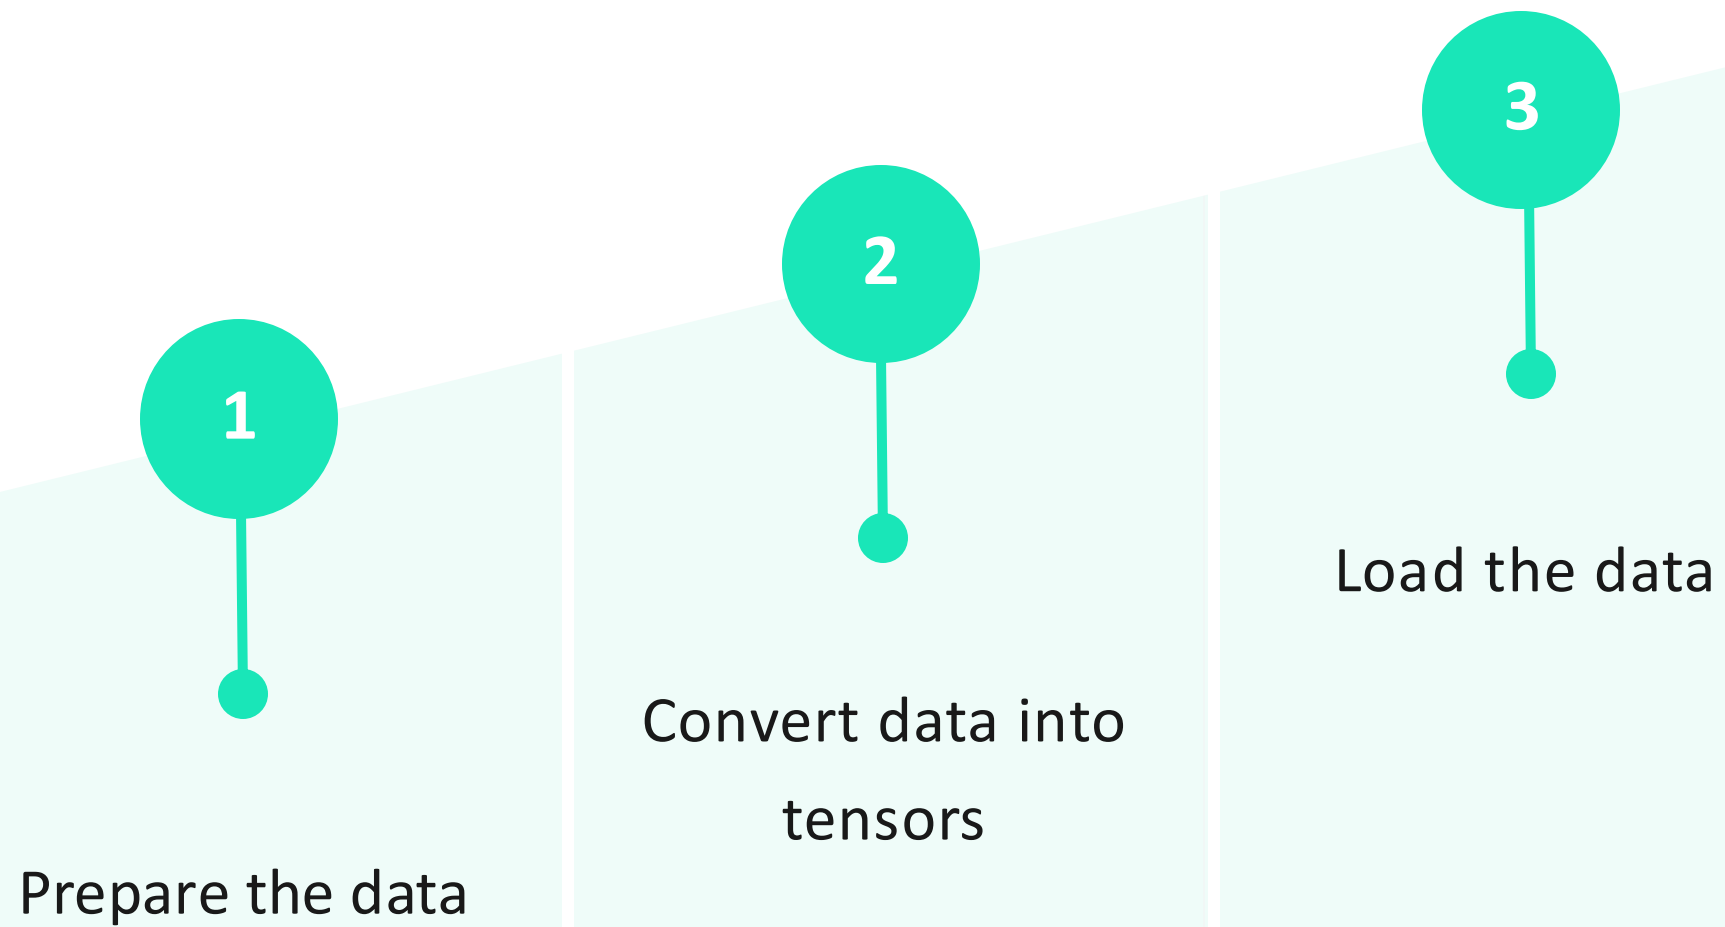 1
Prepare the data
2
Convert data into
tensors
3
Load the data